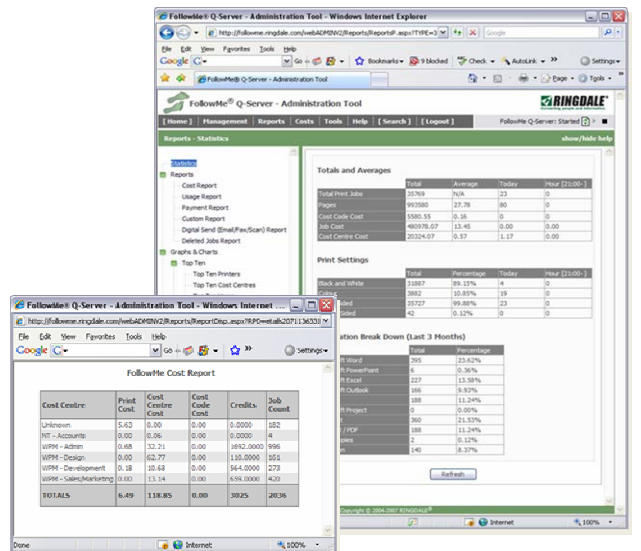 FollowMe® Q-Server - Administration Tool - Windows Internet Explorer
http://followme.ringdale.com/webADMINV2/Reports/ReportsP.aspx?TYPE=3
Google
File Edit View Favorites Tools Help
Google G Go Bookmarks 9 blocked Check AutoLink Settings
FollowMe® Q-Server - Administration Tool
Page Tools
FollowMe® Q-Server - Administration Tool
RINGDALE®
[ Home ] Management Reports Costs Tools Help [ Search ] [ Logout ]
FollowMe Q-Server: Started
Reports - Statistics
show/hide help
Statistics
Reports
Cost Report
Usage Report
Payment Report
Custom Report
Digital Send (Email/Fax/Scan) Report
Deleted Jobs Report
Graphs & Charts
Top Ten
Top Ten Printers
Top Ten Cost Centres
Totals and Averages
Total Average Today Hour [21:00- ]
Total Print Jobs 35769 N/A 23 0
Pages 993580 27.78 80 0
Cost Code Cost 5580.55 0.16 0 0
Job Cost 480978.07 13.45 0.00 0.00
Cost Centre Cost 20324.07 0.57 1.17 0.00
Print Settings
Total Percentage Today Hour [21:00- ]
Black and White 31887 89.15% 4 0
Colour 3882 10.85% 19 0
ided 35727 99.88% 23 0
Sided 42 0.12% 0 0
ation Break Down (Last 3 Months)
Total Percentage
ft Word 395 23.62%
ft PowerPoint 6 0.36%
ft Excel 227 13.58%
ft Outlook 166 9.93%
188 11.24%
ft Project 0 0.00%
360 21.53%
/ PDF 188 11.24%
2 0.12%
140 8.37%
Refresh
Copyright © 2004-2007 RINGDALE®
Internet 100%
FollowMe® Q-Server - Administration Tool - Windows Internet ...
File Edit View Favorites Tools Help
Google G Go Settings
FollowMe Cost Report
Cost Centre Print Cost Cost Centre Cost Cost Code Cost Credits Job Count
Unknown 5.63 0.00 0.00 0.0000 182
NT - Accounts 0.00 0.06 0.00 0.0000 4
WPM - Admin 0.68 32.21 0.00 1692.0000 996
WPM - Design 0.00 62.77 0.00 110.0000 161
WPM - Development 0.18 10.68 0.00 564.0000 273
WPM - Sales/Marketing 0.00 13.14 0.00 659.0000 420
TOTALS 6.49 118.85 0.00 3025 2036
Done Internet 100%